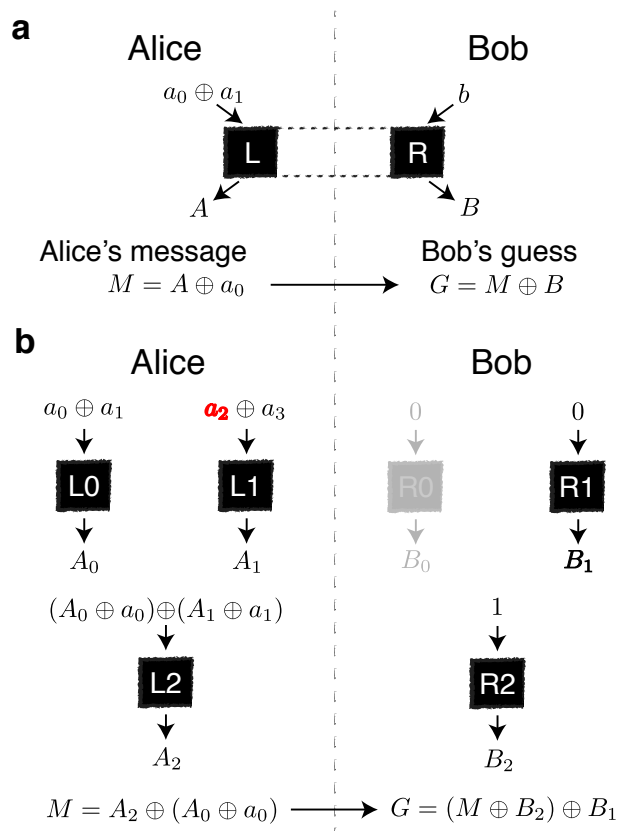 a
Alice Bob
a₀ ⊕ a₁ b
L R
A B
Alice's message Bob's guess
M = A ⊕ a₀ G = M ⊕ B
b
Alice Bob
a₀ ⊕ a₁ a₂ ⊕ a₃ 0 0
L0 L1 R0 R1
A₀ A₁ B₀ B₁
(A₀ ⊕ a₀)⊕(A₁ ⊕ a₁) 1
L2 R2
A₂ B₂
M = A₂ ⊕ (A₀ ⊕ a₀) G = (M ⊕ B₂) ⊕ B₁